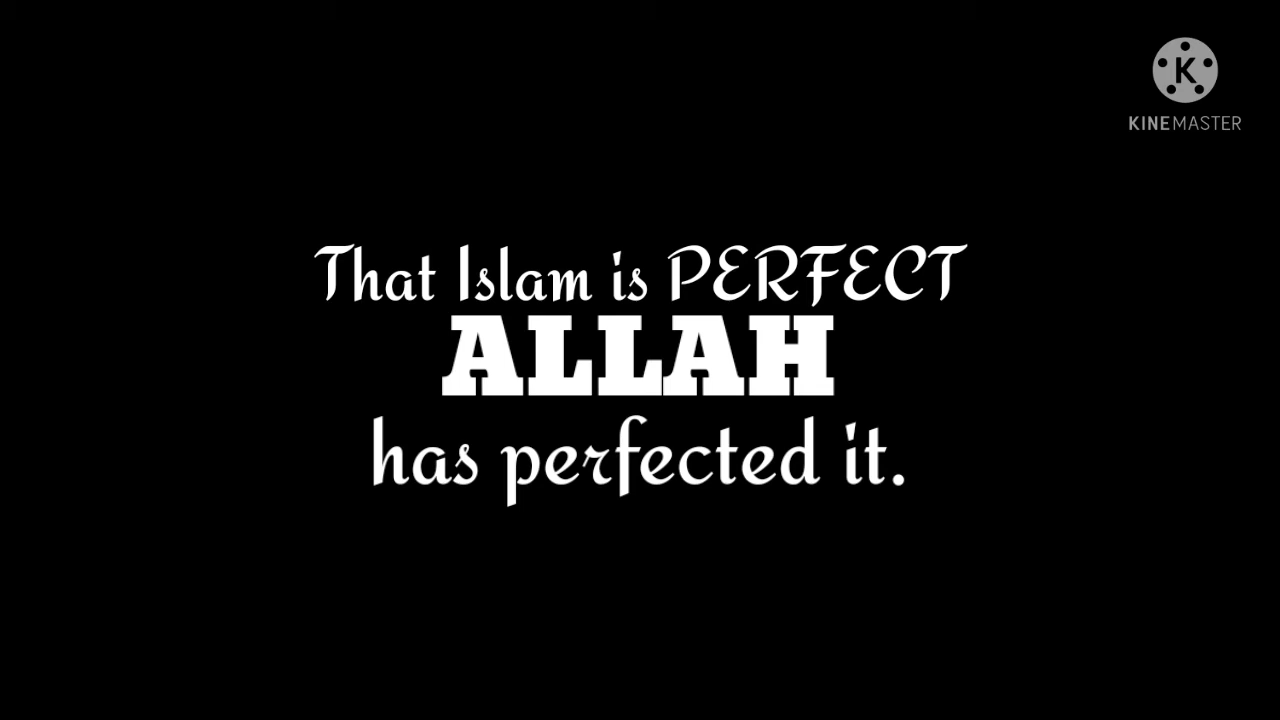 K
KINEMASTER
That Islam is PERFECT
ALLAH
has perfected it.